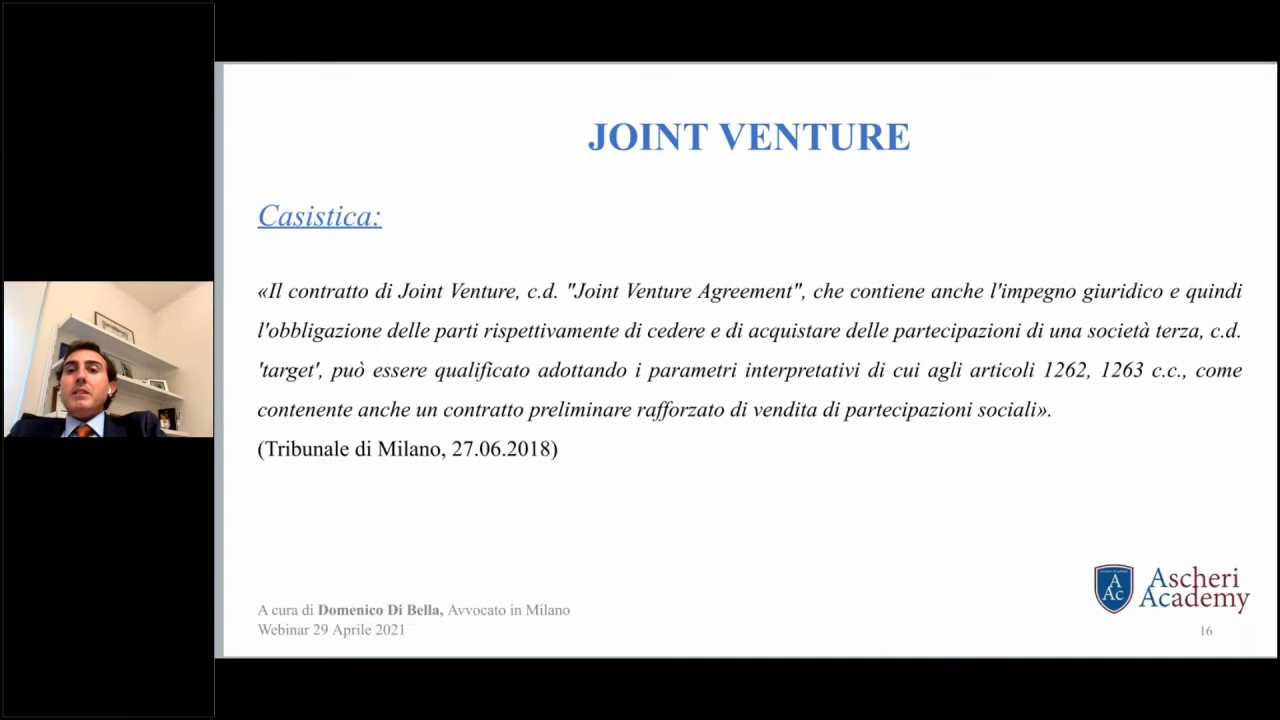 JOINT VENTURE
Casistica:
«Il contratto di Joint Venture, c.d. "Joint Venture Agreement", che contiene anche l'impegno giuridico e quindi
l'obbligazione delle parti rispettivamente di cedere e di acquistare delle partecipazioni di una società terza, c.d.
'target', può essere qualificato adottando i parametri interpretativi di cui agli articoli 1262, 1263 c.c., come
contenente anche un contratto preliminare rafforzato di vendita di partecipazioni sociali».
(Tribunale di Milano, 27.06.2018)
A cura di Domenico Di Bella, Avvocato in Milano
Webinar 29 Aprile 2021
A
Ac
Ascheri
Academy
16